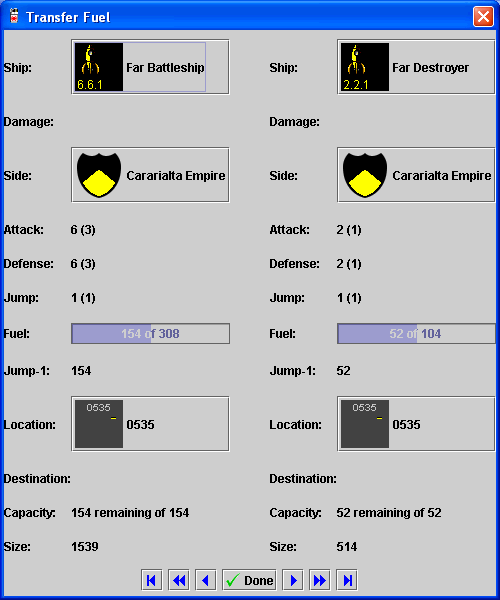 Transfer Fuel
Ship: 6.6.1 Far Battleship
Ship: 2.2.1 Far Destroyer
Damage:
Damage:
Side: Cararialta Empire
Side: Cararialta Empire
Attack: 6 (3)
Attack: 2 (1)
Defense: 6 (3)
Defense: 2 (1)
Jump: 1 (1)
Jump: 1 (1)
Fuel: 154 of 308
Fuel: 52 of 104
Jump-1: 154
Jump-1: 52
Location: 0535 0535
Location: 0535 0535
Destination:
Destination:
Capacity: 154 remaining of 154
Capacity: 52 remaining of 52
Size: 1539
Size: 514
Done